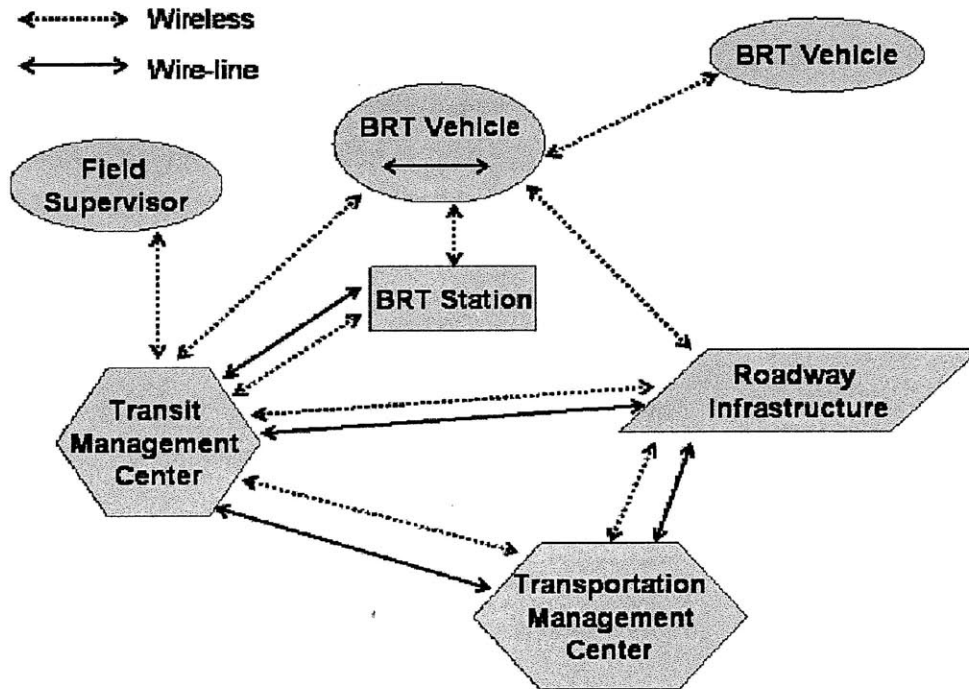 Wireless
Wire-line
BRT Vehicle
BRT Vehicle
Field
Supervisor
BRT Station
Roadway
Infrastructure
Transit
Management
Center
Transportation
Management
Center